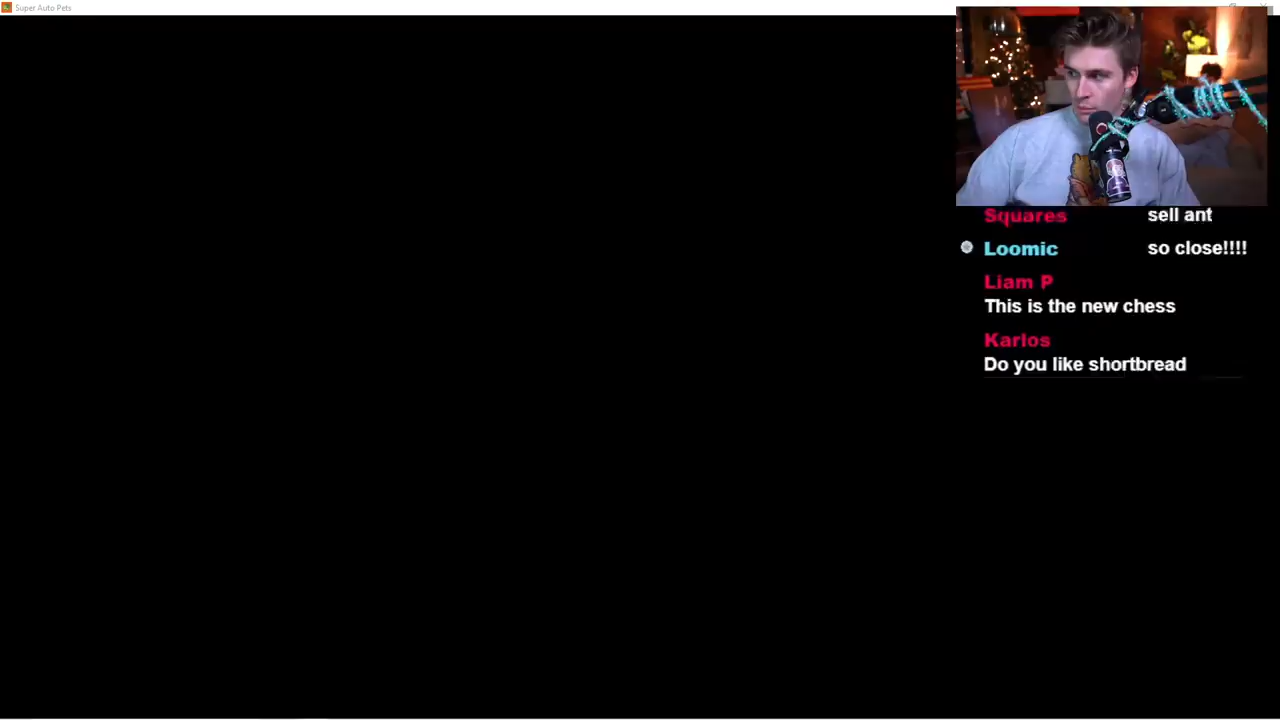 Super Auto Pets
Squares sell ant
Loomic so close!!!!
Liam P
This is the new chess
Karlos
Do you like shortbread